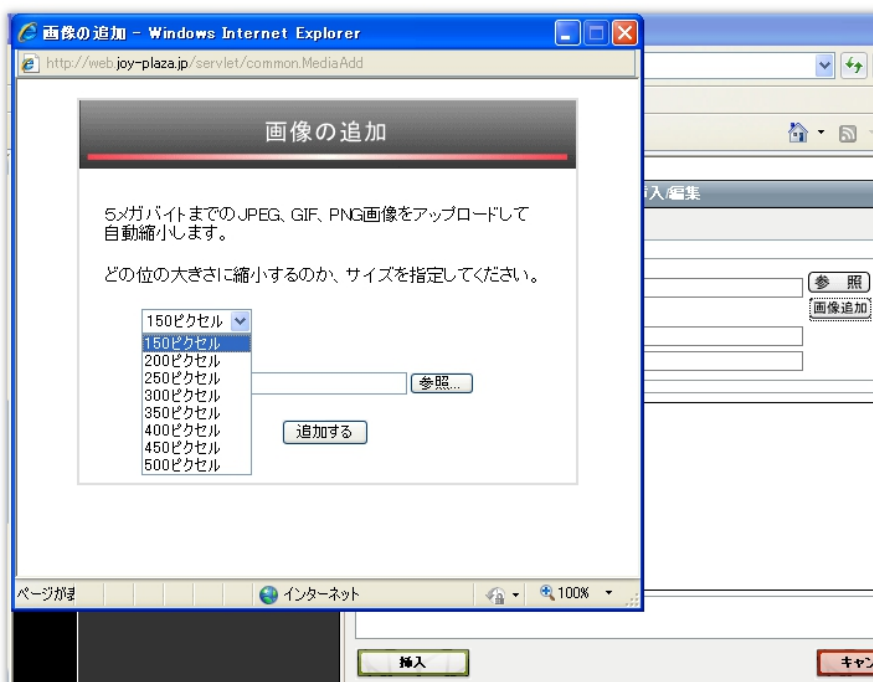 画像の追加 - Windows Internet Explorer
http://web.joy-plaza.jp/servlet/common.MediaAdd
画像の追加
5メガバイトまでのJPEG、GIF、PNG画像をアップロードして
自動縮小します。
どの位の大きさに縮小するのか、サイズを指定してください。
150ピクセル
150ピクセル
200ピクセル
250ピクセル
300ピクセル
350ピクセル
400ピクセル
450ピクセル
500ピクセル
参照...
追加する
ページが
インターネット
100%
入/編集
参 照
画像追加
挿入
キャン